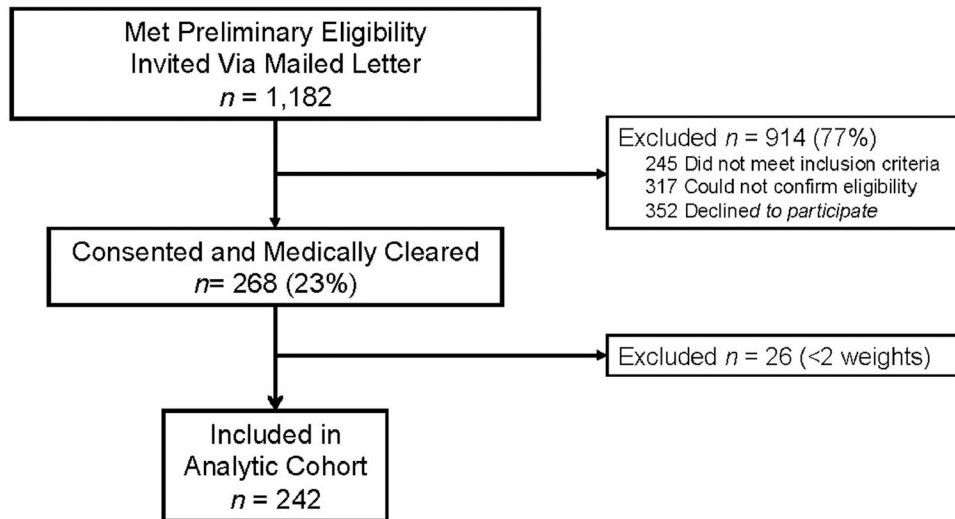 Met Preliminary Eligibility
Invited Via Mailed Letter
n = 1,182
Excluded n = 914 (77%)
245 Did not meet inclusion criteria
317 Could not confirm eligibility
352 Declined to participate
Consented and Medically Cleared
n= 268 (23%)
Excluded n = 26 (<2 weights)
Included in
Analytic Cohort
n = 242